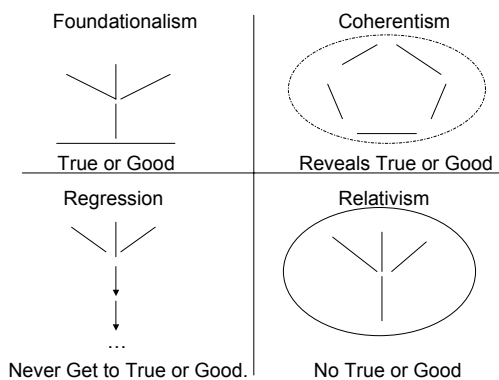 Foundationalism
True or Good
Coherentism
Reveals True or Good
Regression
...
Never Get to True or Good.
Relativism
No True or Good